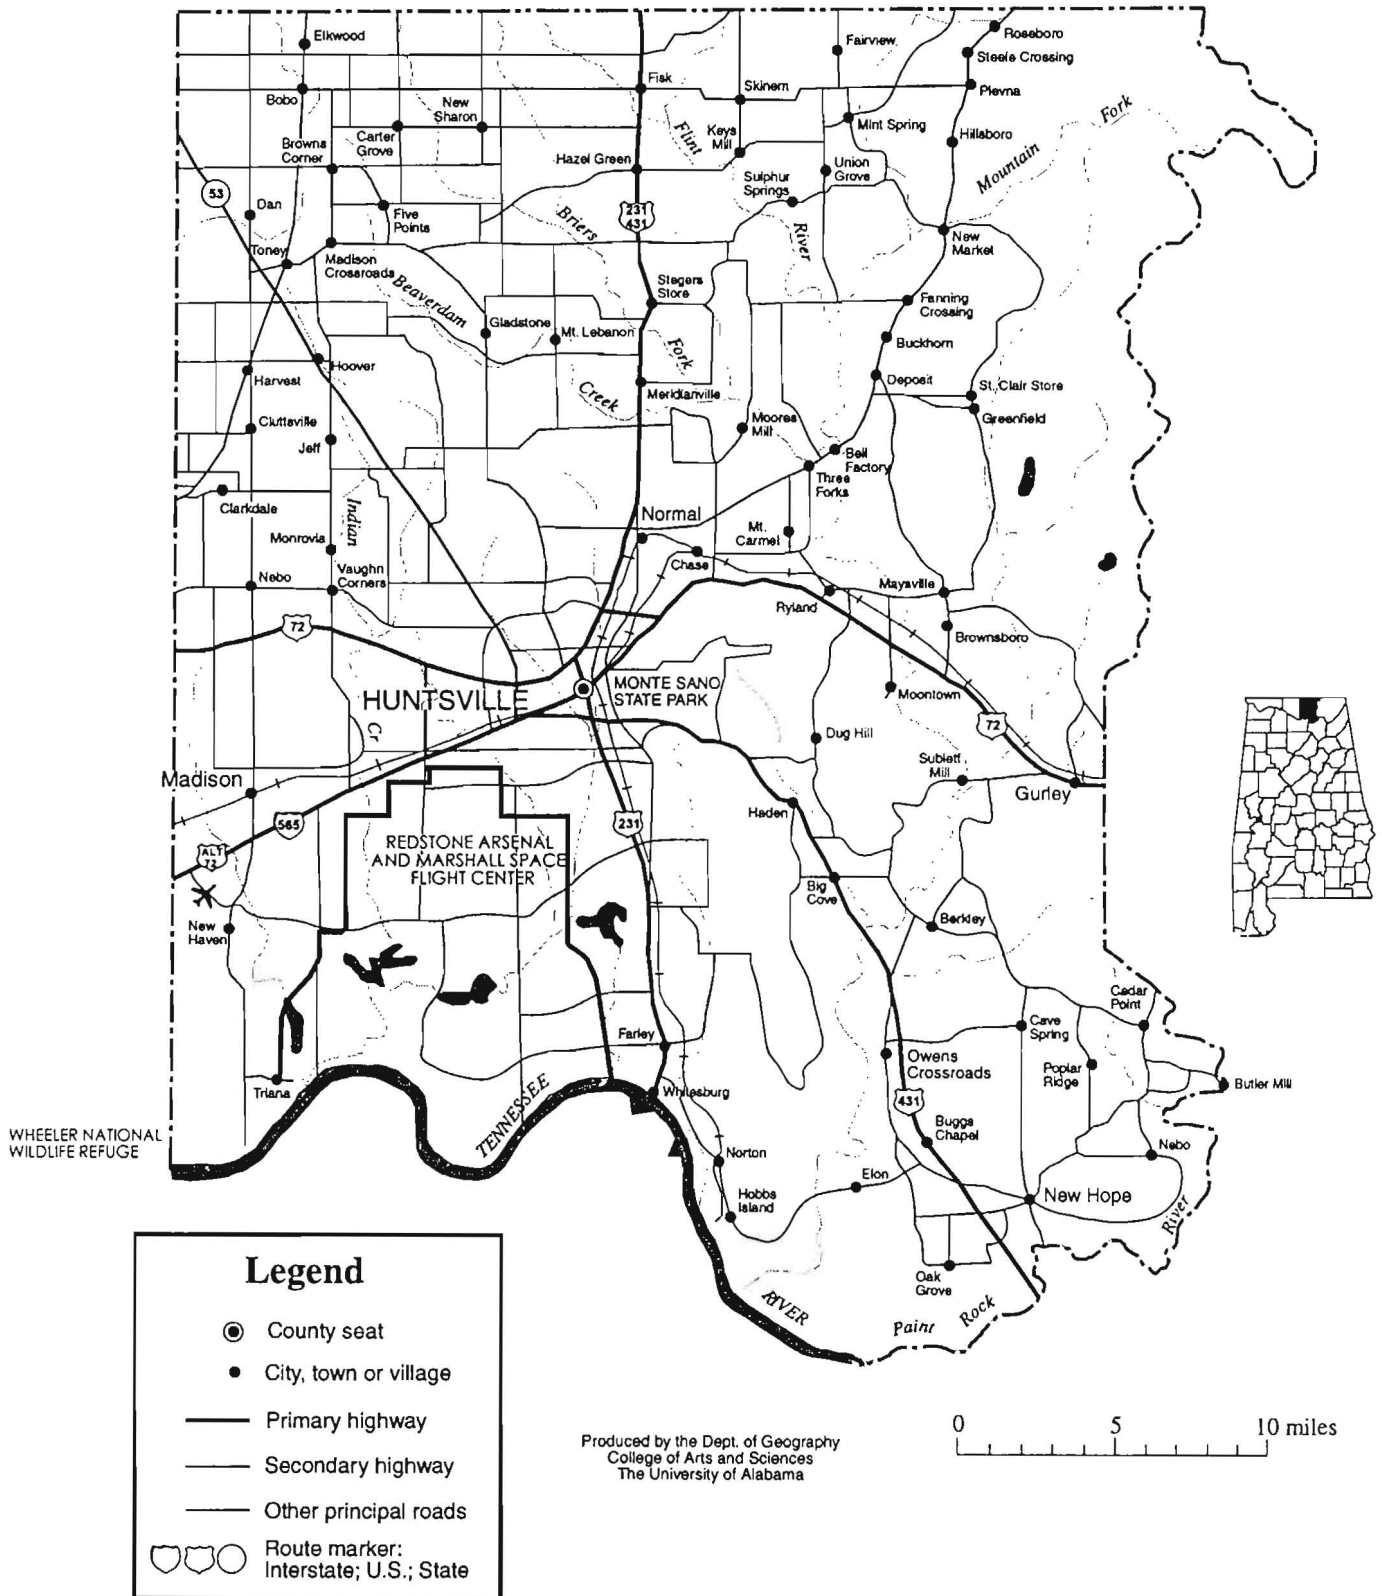 Elkwood
Fairview
Roseboro
Steele Crossing
Bobo
Fisk
Skinem
Plevna
New
Sharon
Carter
Grove
Browns
Corner
Flint
Keys
Mill
Mint Spring
Hillsboro
Mountain
Fork
Hazel Green
Union
Grove
Sulphur
Springs
53
Dan
Five
Points
Briers
231
431
River
New
Market
Toney
Madison
Crossroads
Beaverdam
Stegers
Store
Fanning
Crossing
Gladstone
Mt. Lebanon
Buckhorn
Hoover
Harvest
Fork
Creek
Meridianville
Deposit
St. Clair Store
Greenfield
Cluttsville
Jeff
Moores
Mill
Bell
Factory
Three
Forks
Clarkdale
Indian
Normal
Mt.
Carmel
Monrovia
Chase
Nebo
Vaughn
Corners
Ryland
Maysville
72
Brownsboro
HUNTSVILLE
MONTE SANO
STATE PARK
Moontown
Cr
72
Dug Hill
Sublett
Mill
Madison
Gurley
Haden
565
231
ALT
72
REDSTONE ARSENAL
AND MARSHALL SPACE
FLIGHT CENTER
Big
Cove
New
Haven
Berkley
Cedar
Point
Farley
Cave
Spring
Owens
Crossroads
Poplar
Ridge
Butler Mill
Triana
TENNESSEE
Whitesburg
431
Buggs
Chapel
WHEELER NATIONAL
WILDLIFE REFUGE
Norton
Nebo
Elon
Hobbs
Island
New Hope
River
Oak
Grove
RIVER
Paint
Rock
Legend
County seat
City, town or village
Primary highway
Secondary highway
Other principal roads
Route marker:
Interstate; U.S.; State
Produced by the Dept. of Geography
College of Arts and Sciences
The University of Alabama
0 5 10 miles